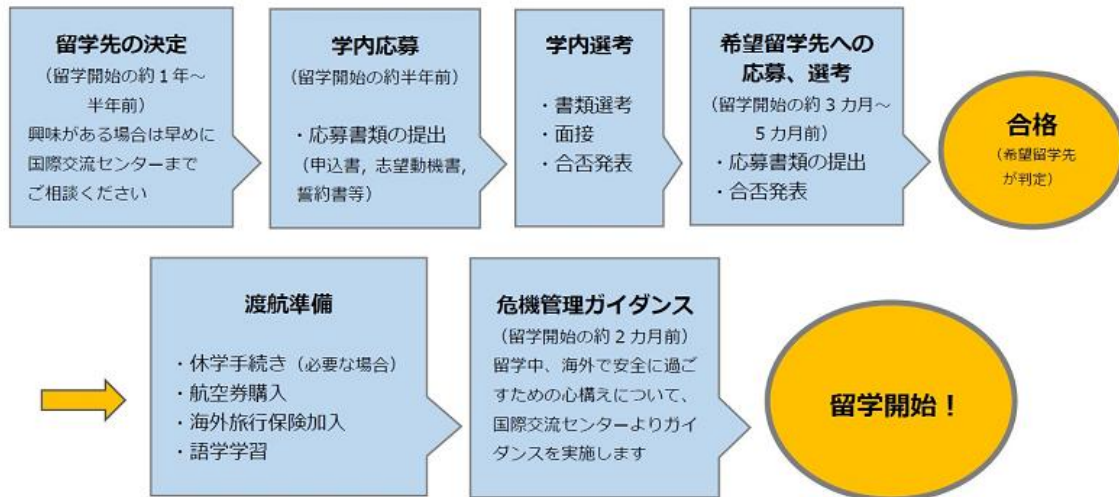 留学先の決定
（留学開始の約１年～
半年前）
興味がある場合は早めに
国際交流センターまで
ご相談ください
学内応募
（留学開始の約半年前）
・応募書類の提出
（申込書, 志望動機書,
誓約書等）
学内選考
・書類選考
・面接
・合否発表
希望留学先への
応募、選考
（留学開始の約３カ月～
５カ月前）
・応募書類の提出
・合否発表
合格
（希望留学先
が判定）
渡航準備
・休学手続き（必要な場合）
・航空券購入
・海外旅行保険加入
・語学学習
危機管理ガイダンス
（留学開始の約２カ月前）
留学中、海外で安全に過ご
すための心構えについて、
国際交流センターよりガイ
ダンスを実施します
留学開始！